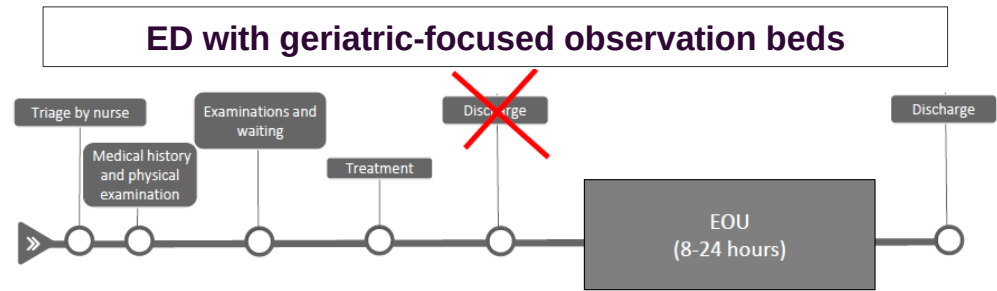 ED with geriatric-focused observation beds
Triage by nurse
Medical history
and physical
examination
Examinations and
waiting
Treatment
Discharge
EOU
(8-24 hours)
Discharge